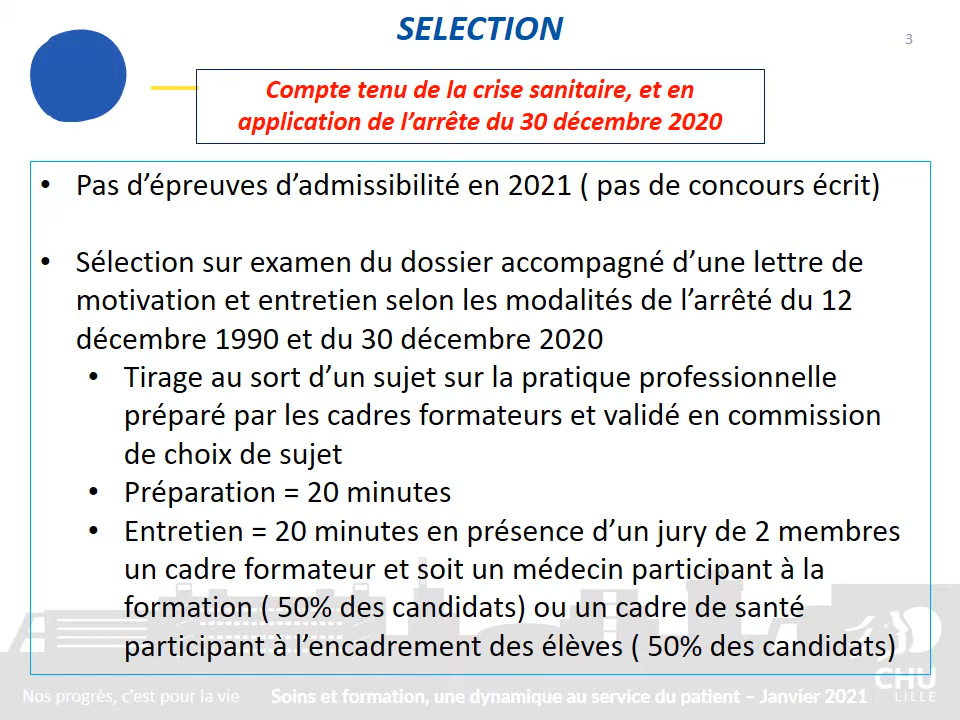 SELECTION
3
Compte tenu de la crise sanitaire, et en
application de l'arrête du 30 décembre 2020
• Pas d'épreuves d'admissibilité en 2021 ( pas de concours écrit)
• Sélection sur examen du dossier accompagné d'une lettre de
motivation et entretien selon les modalités de l'arrêté du 12
décembre 1990 et du 30 décembre 2020
• Tirage au sort d'un sujet sur la pratique professionnelle
préparé par les cadres formateurs et validé en commission
de choix de sujet
• Préparation = 20 minutes
• Entretien = 20 minutes en présence d'un jury de 2 membres
un cadre formateur et soit un médecin participant à la
formation ( 50% des candidats) ou un cadre de santé
participant à l'encadrement des élèves ( 50% des candidats)
Nos progrès, c'est pour la vie
Soins et formation, une dynamique au service du patient – Janvier 2021
CHU
LILLE